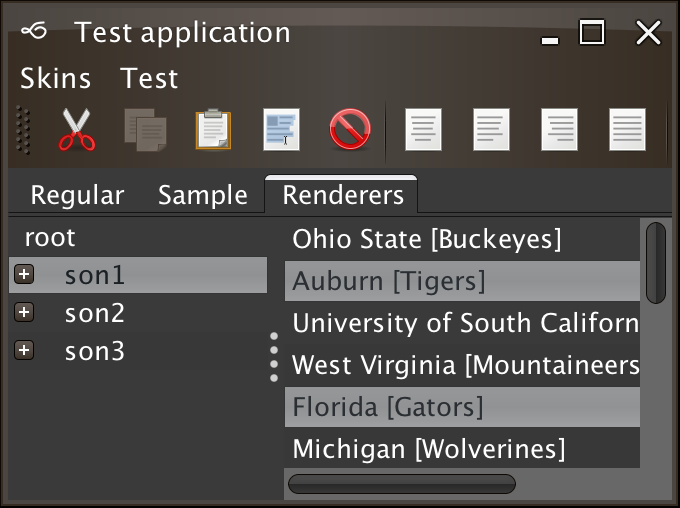 Test application
Skins Test
Regular Sample Renderers
root
son1
son2
son3
Ohio State [Buckeyes]
Auburn [Tigers]
University of South Californ
West Virginia [Mountaineers
Florida [Gators]
Michigan [Wolverines]